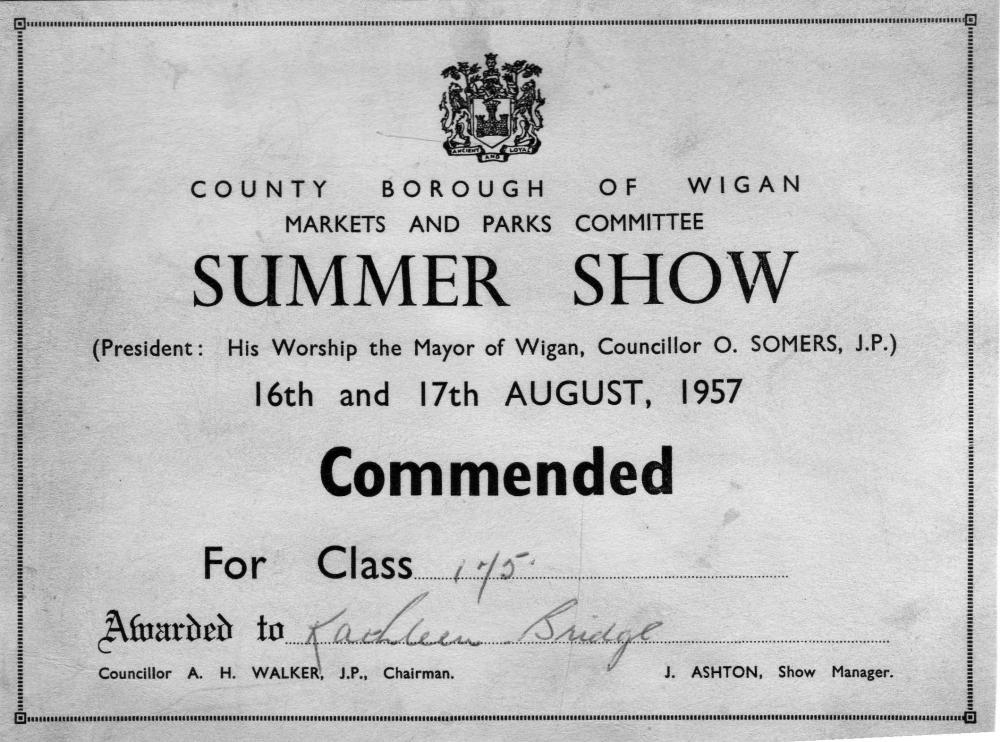 ANCIENT AND LOYAL
COUNTY BOROUGH OF WIGAN
MARKETS AND PARKS COMMITTEE
SUMMER SHOW
(President: His Worship the Mayor of Wigan, Councillor O. SOMERS, J.P.)
16th and 17th AUGUST, 1957
Commended
For Class 175.
Awarded to Kathleen Bridge
Councillor A. H. WALKER, J.P., Chairman. J. ASHTON, Show Manager.